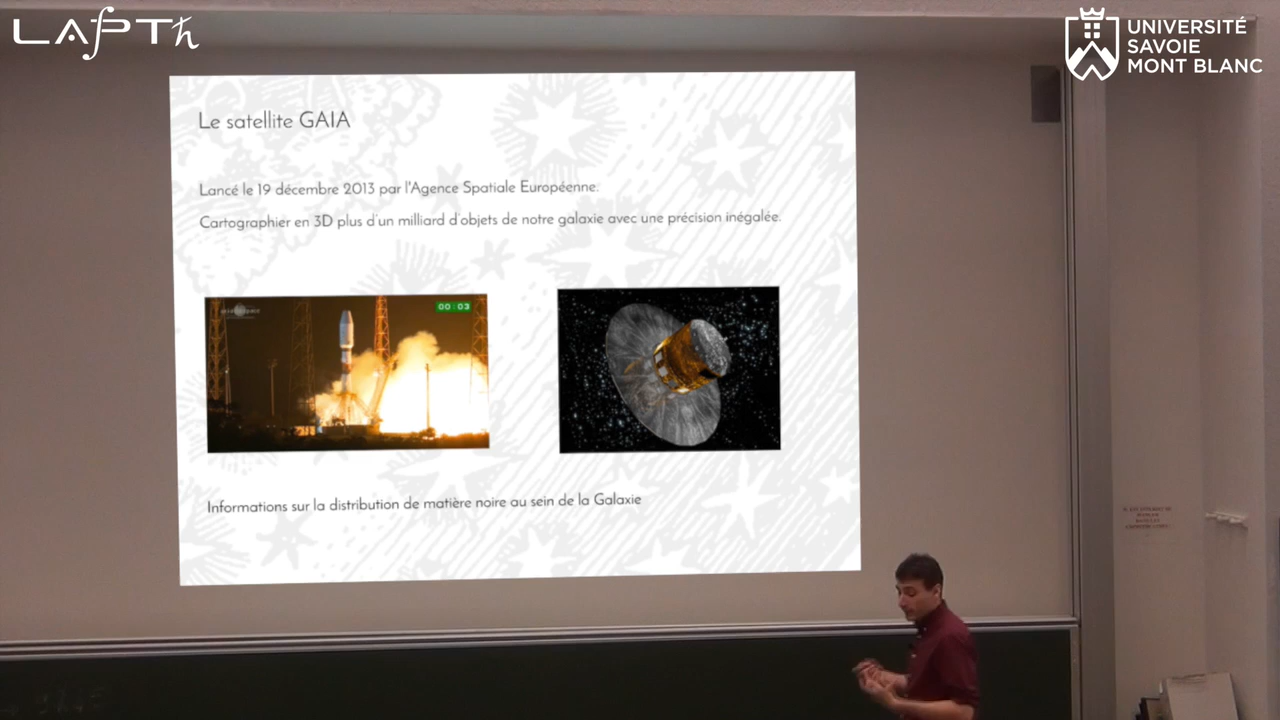 LAPTh
UNIVERSITÉ
SAVOIE
MONT BLANC
Le satellite GAIA
Lancé le 19 décembre 2013 par l'Agence Spatiale Européenne.
Cartographier en 3D plus d'un milliard d'objets de notre galaxie avec une précision inégalée.
00:03
Informations sur la distribution de matière noire au sein de la Galaxie